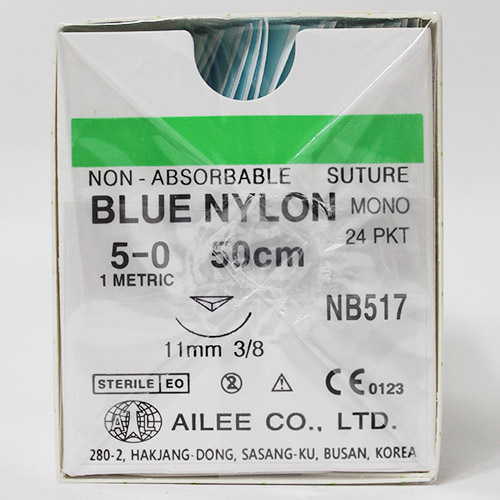 NON - ABSORBABLE SUTURE
BLUE NYLON MONO
24 PKT
5-0 50cm
1 METRIC
NB517
11mm 3/8
STERILE EO 2 CE 0123
AILEE CO., LTD.
280-2, HAKJANG-DONG, SASANG-KU, BUSAN, KOREA